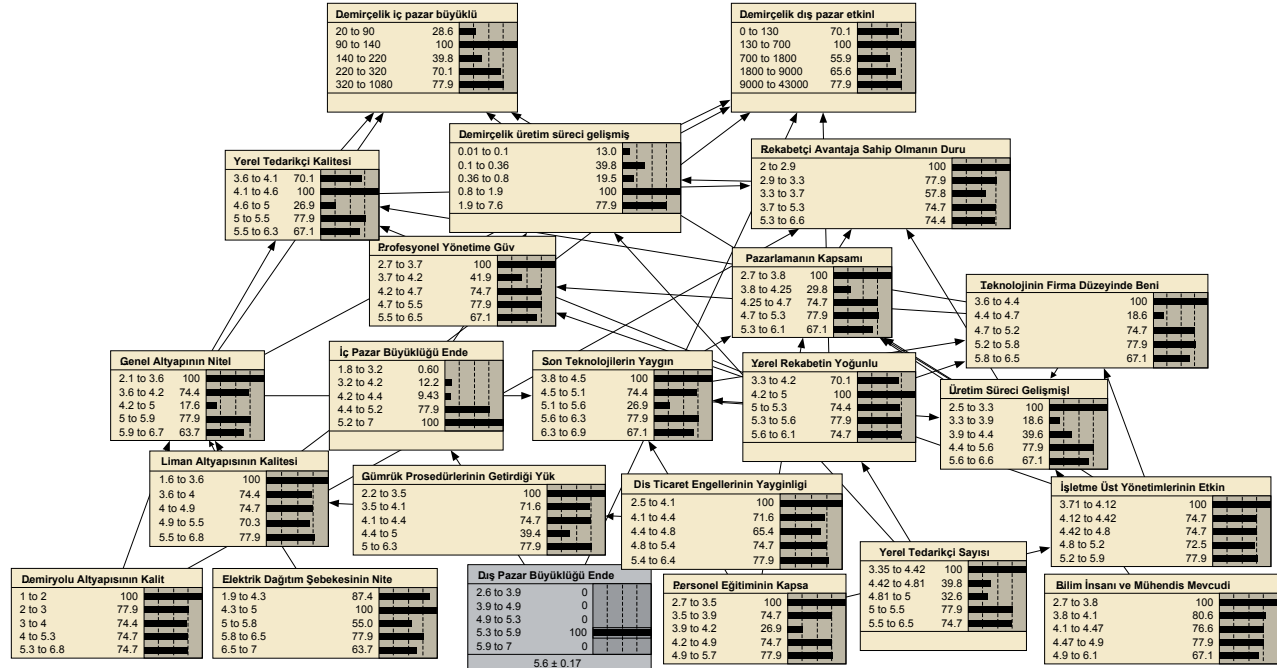 Demirçelik iç pazar büyüklü
20 to 90 28.6
90 to 140 100
140 to 220 39.8
220 to 320 70.1
320 to 1080 77.9
Demirçelik dış pazar etkinl
0 to 130 70.1
130 to 700 100
700 to 1800 55.9
1800 to 9000 65.6
9000 to 43000 77.9
Demirçelik üretim süreci gelişmiş
0.01 to 0.1 13.0
0.1 to 0.36 39.8
0.36 to 0.8 19.5
0.8 to 1.9 100
1.9 to 7.6 77.9
Rekabetçi Avantaja Sahip Olmanın Duru
2 to 2.9 100
2.9 to 3.3 77.9
3.3 to 3.7 57.8
3.7 to 5.3 74.7
5.3 to 6.6 74.4
Yerel Tedarikçi Kalitesi
3.6 to 4.1 70.1
4.1 to 4.6 100
4.6 to 5 26.9
5 to 5.5 77.9
5.5 to 6.3 67.1
Profesyonel Yönetime Güv
2.7 to 3.7 100
3.7 to 4.2 41.9
4.2 to 4.7 74.7
4.7 to 5.5 77.9
5.5 to 6.5 67.1
Pazarlamanın Kapsamı
2.7 to 3.8 100
3.8 to 4.25 29.8
4.25 to 4.7 74.7
4.7 to 5.3 77.9
5.3 to 6.1 67.1
Teknolojinin Firma Düzeyinde Beni
3.6 to 4.4 100
4.4 to 4.7 18.6
4.7 to 5.2 74.7
5.2 to 5.8 77.9
5.8 to 6.5 67.1
Genel Altyapının Nitel
2.1 to 3.6 100
3.6 to 4.2 74.4
4.2 to 5 17.6
5 to 5.9 77.9
5.9 to 6.7 63.7
İç Pazar Büyüklüğü Ende
1.8 to 3.2 0.60
3.2 to 4.2 12.2
4.2 to 4.4 9.43
4.4 to 5.2 77.9
5.2 to 7 100
Son Teknolojilerin Yaygın
3.8 to 4.5 100
4.5 to 5.1 74.4
5.1 to 5.6 26.9
5.6 to 6.3 77.9
6.3 to 6.9 67.1
Yerel Rekabetin Yoğunlu
3.3 to 4.2 70.1
4.2 to 5 100
5 to 5.3 74.4
5.3 to 5.6 77.9
5.6 to 6.1 74.7
Üretim Süreci Gelişmişl
2.5 to 3.3 100
3.3 to 3.9 18.6
3.9 to 4.4 39.6
4.4 to 5.6 77.9
5.6 to 6.6 67.1
Liman Altyapısının Kalitesi
1.6 to 3.6 100
3.6 to 4 74.4
4 to 4.9 74.7
4.9 to 5.5 70.3
5.5 to 6.8 77.9
Gümrük Prosedürlerinin Getirdiği Yük
2.2 to 3.5 100
3.5 to 4.1 71.6
4.1 to 4.4 74.7
4.4 to 5 39.4
5 to 6.3 77.9
Dis Ticaret Engellerinin Yayginligi
2.5 to 4.1 100
4.1 to 4.4 71.6
4.4 to 4.8 65.4
4.8 to 5.4 74.7
5.4 to 6.4 77.9
İşletme Üst Yönetimlerinin Etkin
3.71 to 4.12 100
4.12 to 4.42 74.7
4.42 to 4.8 74.7
4.8 to 5.2 72.5
5.2 to 5.9 77.9
Yerel Tedarikçi Sayısı
3.35 to 4.42 100
4.42 to 4.81 39.8
4.81 to 5 32.6
5 to 5.5 77.9
5.5 to 6.5 74.7
Demiryolu Altyapısının Kalit
1 to 2 100
2 to 3 77.9
3 to 4 74.4
4 to 5.3 74.7
5.3 to 6.8 74.7
Elektrik Dağıtım Şebekesinin Nite
1.9 to 4.3 87.4
4.3 to 5 100
5 to 5.8 55.0
5.8 to 6.5 77.9
6.5 to 7 63.7
Dış Pazar Büyüklüğü Ende
2.6 to 3.9 0
3.9 to 4.9 0
4.9 to 5.3 0
5.3 to 5.9 100
5.9 to 7 0
5.6 ± 0.17
Personel Eğitiminin Kapsa
2.7 to 3.5 100
3.5 to 3.9 74.7
3.9 to 4.2 26.9
4.2 to 4.9 74.7
4.9 to 5.7 77.9
Bilim İnsanı ve Mühendis Mevcudi
2.7 to 3.8 100
3.8 to 4.1 80.6
4.1 to 4.47 76.6
4.47 to 4.9 77.9
4.9 to 6.1 67.1